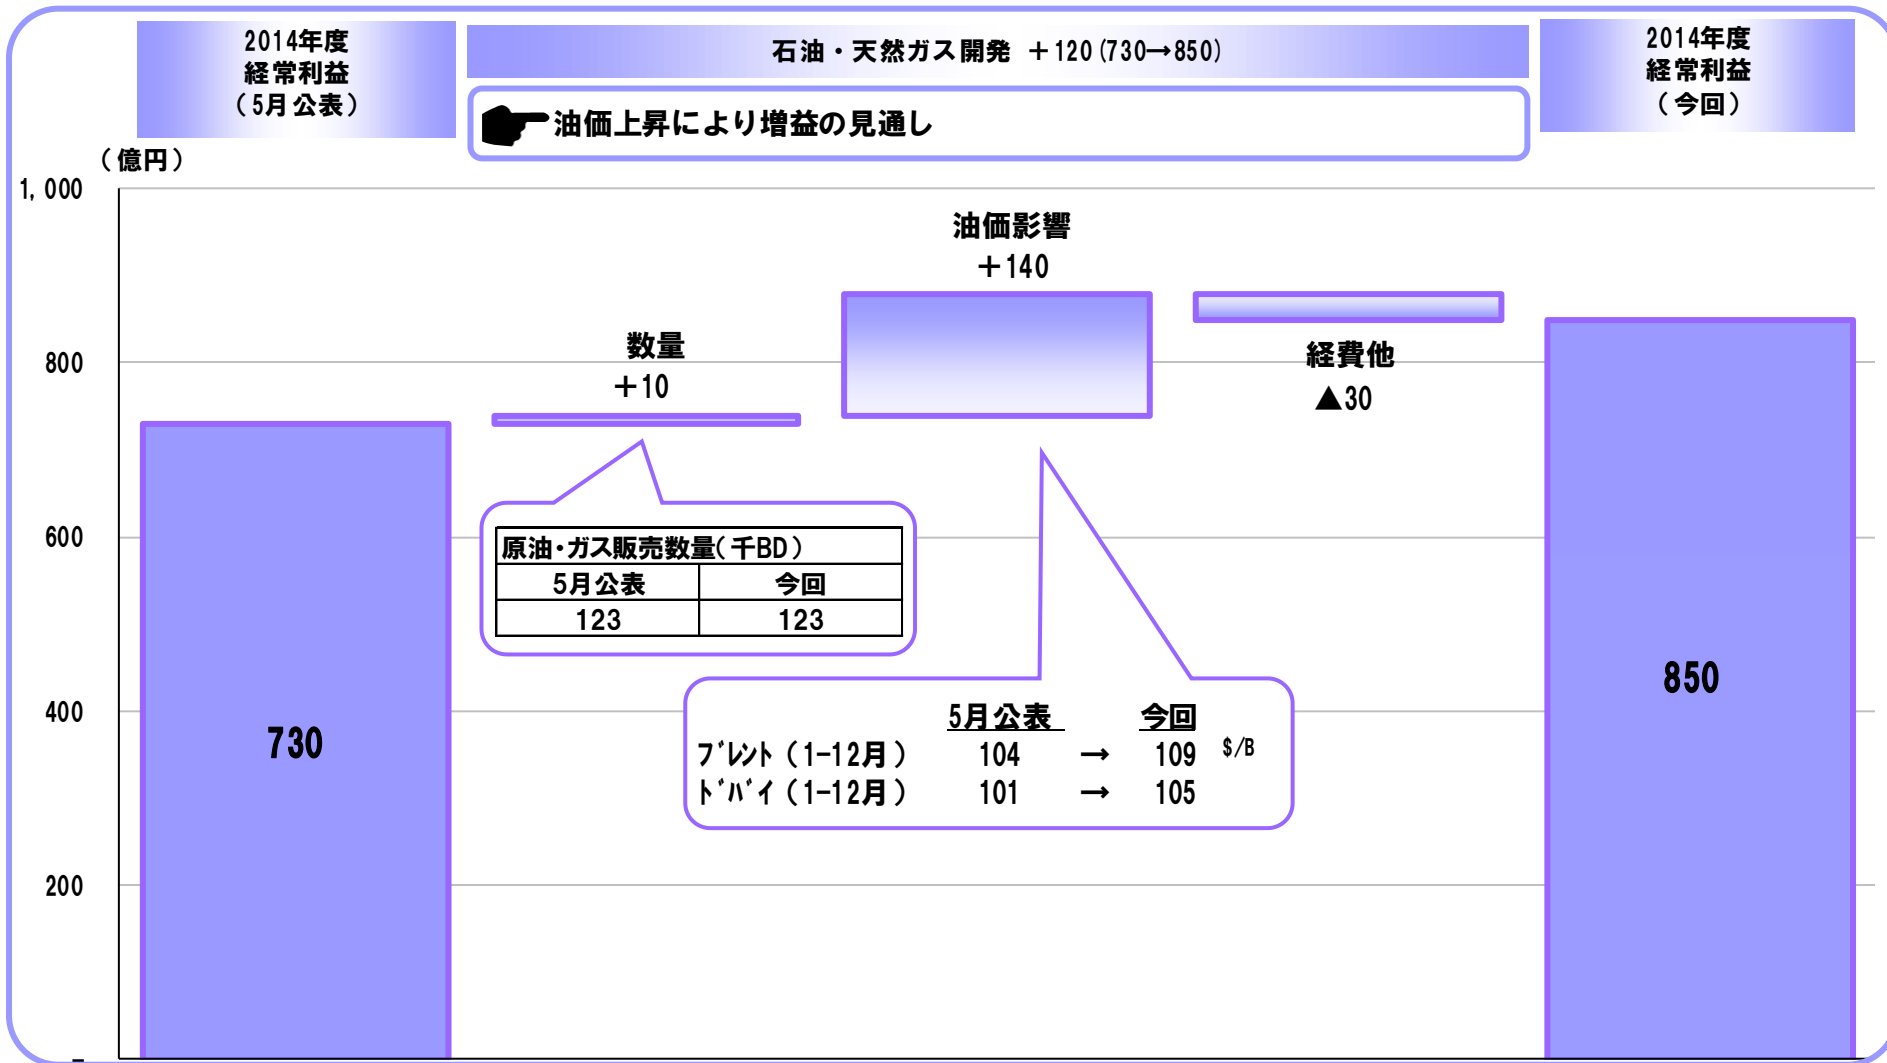 2014年度
経常利益
（5月公表）
石油・天然ガス開発 ＋120(730→850)
油価上昇により増益の見通し
2014年度
経常利益
（今回）
（億円）
1,000
800
600
400
200
-
730
数量
＋10
油価影響
＋140
経費他
▲30
850
原油・ガス販売数量(千BD)
5月公表 今回
123 123
5月公表 今回
ﾌﾞﾚﾝﾄ（1-12月） 104 → 109 $/B
ﾄﾞﾊﾞｲ（1-12月） 101 → 105